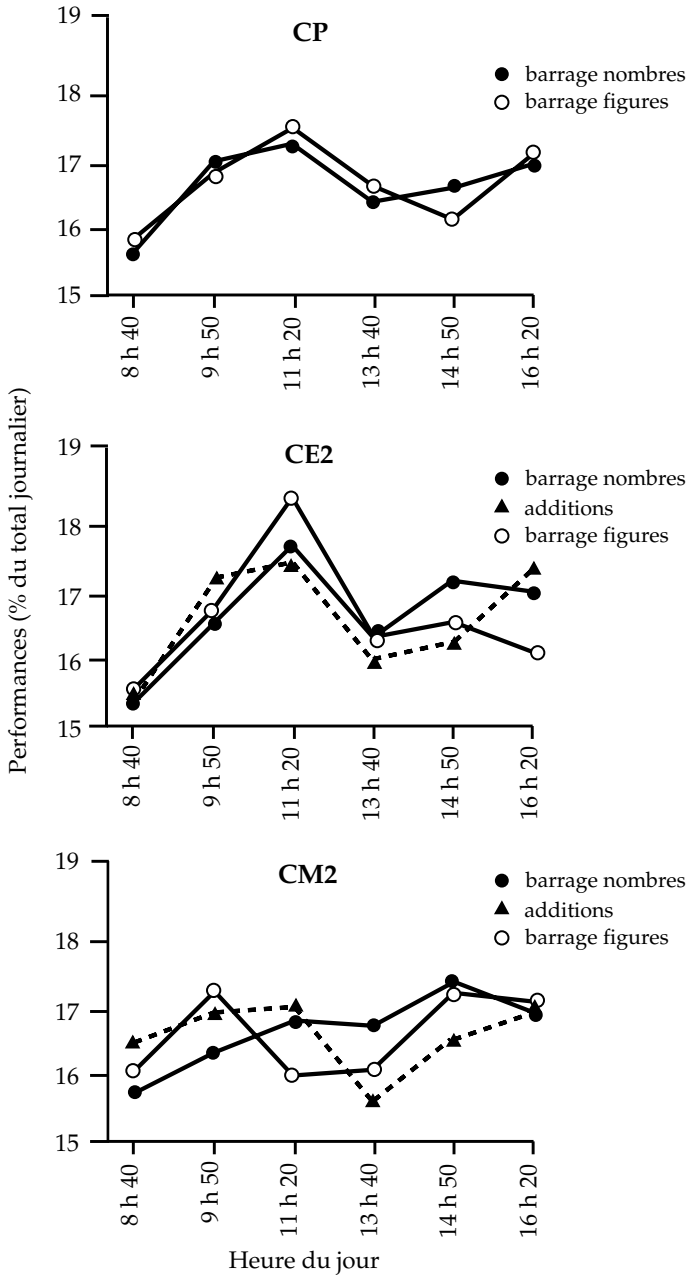 CP
19
18
17
16
15
barrage nombres
barrage figures
8 h 40
9 h 50
11 h 20
13 h 40
14 h 50
16 h 20
Performances (% du total journalier)
CE2
19
18
17
16
15
barrage nombres
additions
barrage figures
8 h 40
9 h 50
11 h 20
13 h 40
14 h 50
16 h 20
CM2
19
18
17
16
15
barrage nombres
additions
barrage figures
8 h 40
9 h 50
11 h 20
13 h 40
14 h 50
16 h 20
Heure du jour